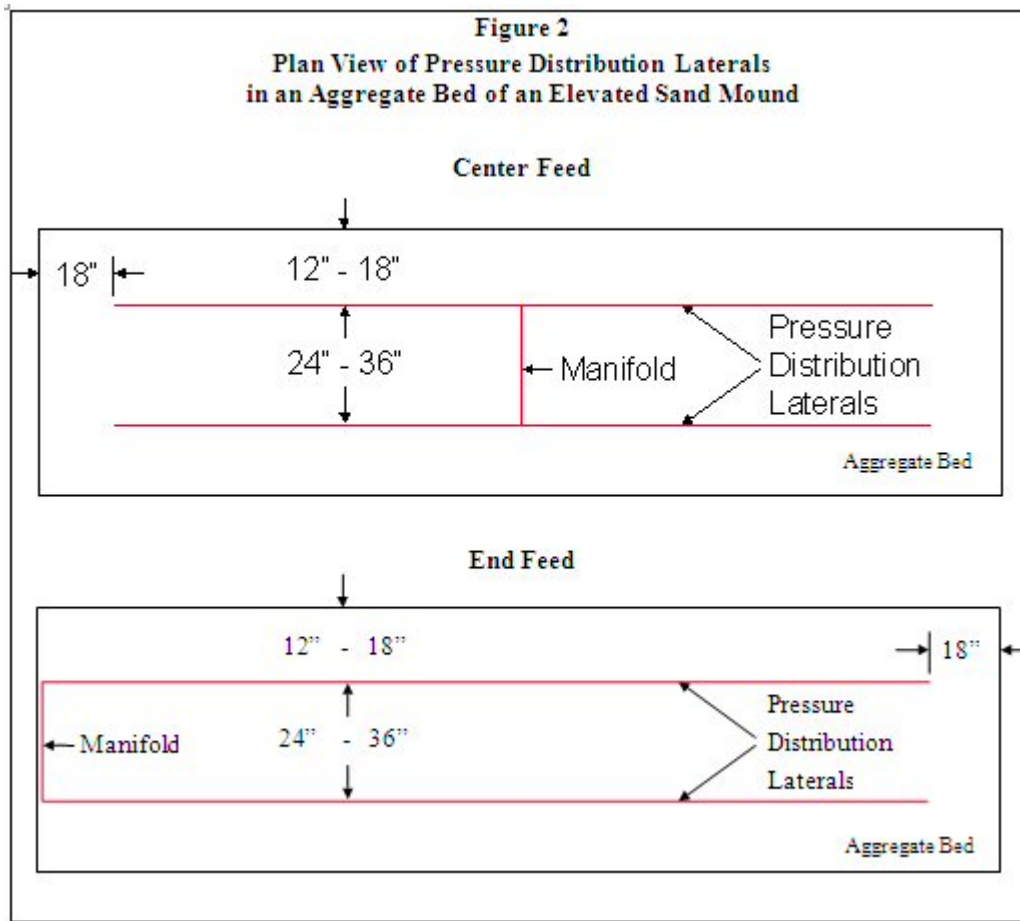 Figure 2
Plan View of Pressure Distribution Laterals
in an Aggregate Bed of an Elevated Sand Mound
Center Feed
18"
12" - 18"
24" - 36"
Manifold
Pressure
Distribution
Laterals
Aggregate Bed
End Feed
12” - 18”
18”
Manifold
24” - 36”
Pressure
Distribution
Laterals
Aggregate Bed